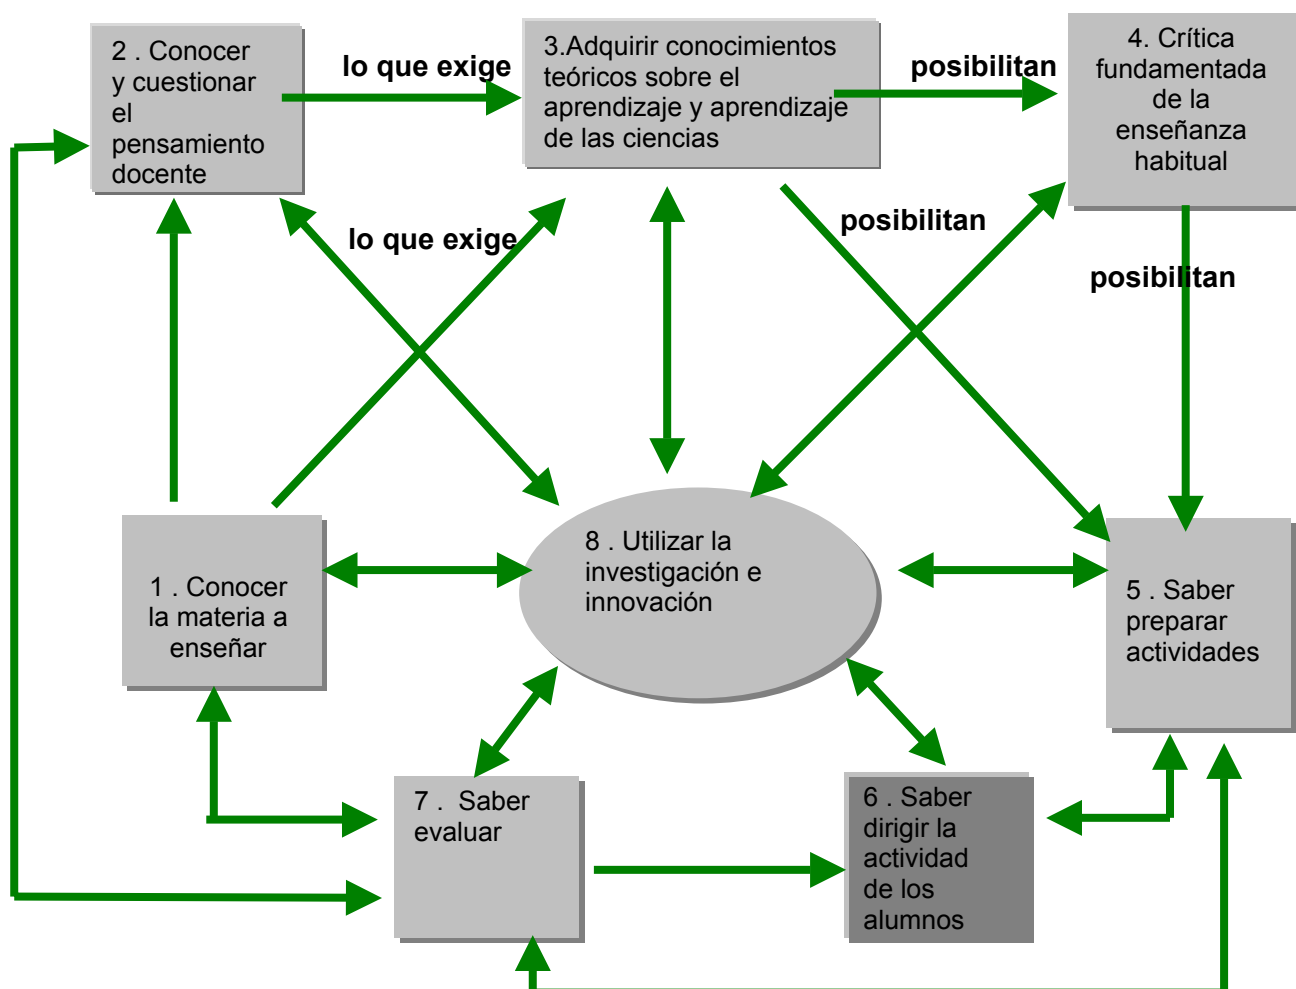 2 . Conocer
y cuestionar
el
pensamiento
docente
lo que exige
3.Adquirir conocimientos
teóricos sobre el
aprendizaje y aprendizaje
de las ciencias
posibilitan
4. Crítica
fundamentada
de la
enseñanza
habitual
lo que exige
posibilitan
posibilitan
1 . Conocer
la materia a
enseñar
8 . Utilizar la
investigación e
innovación
5 . Saber
preparar
actividades
7 .  Saber
evaluar
6 . Saber
dirigir la
actividad
de los
alumnos